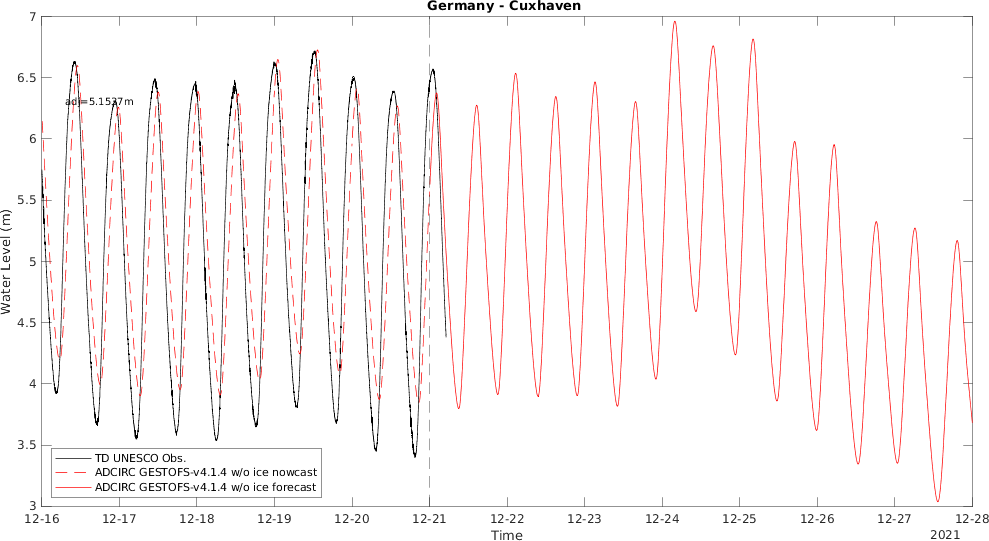 Germany - Cuxhaven
7
6.5
6
5.5
5
4.5
4
3.5
3
Water Level (m)
adj=5.1537m
TD UNESCO Obs.
ADCIRC GESTOFS-v4.1.4 w/o ice nowcast
ADCIRC GESTOFS-v4.1.4 w/o ice forecast
12-16 12-17 12-18 12-19 12-20 12-21 12-22 12-23 12-24 12-25 12-26 12-27 12-28
Time
2021